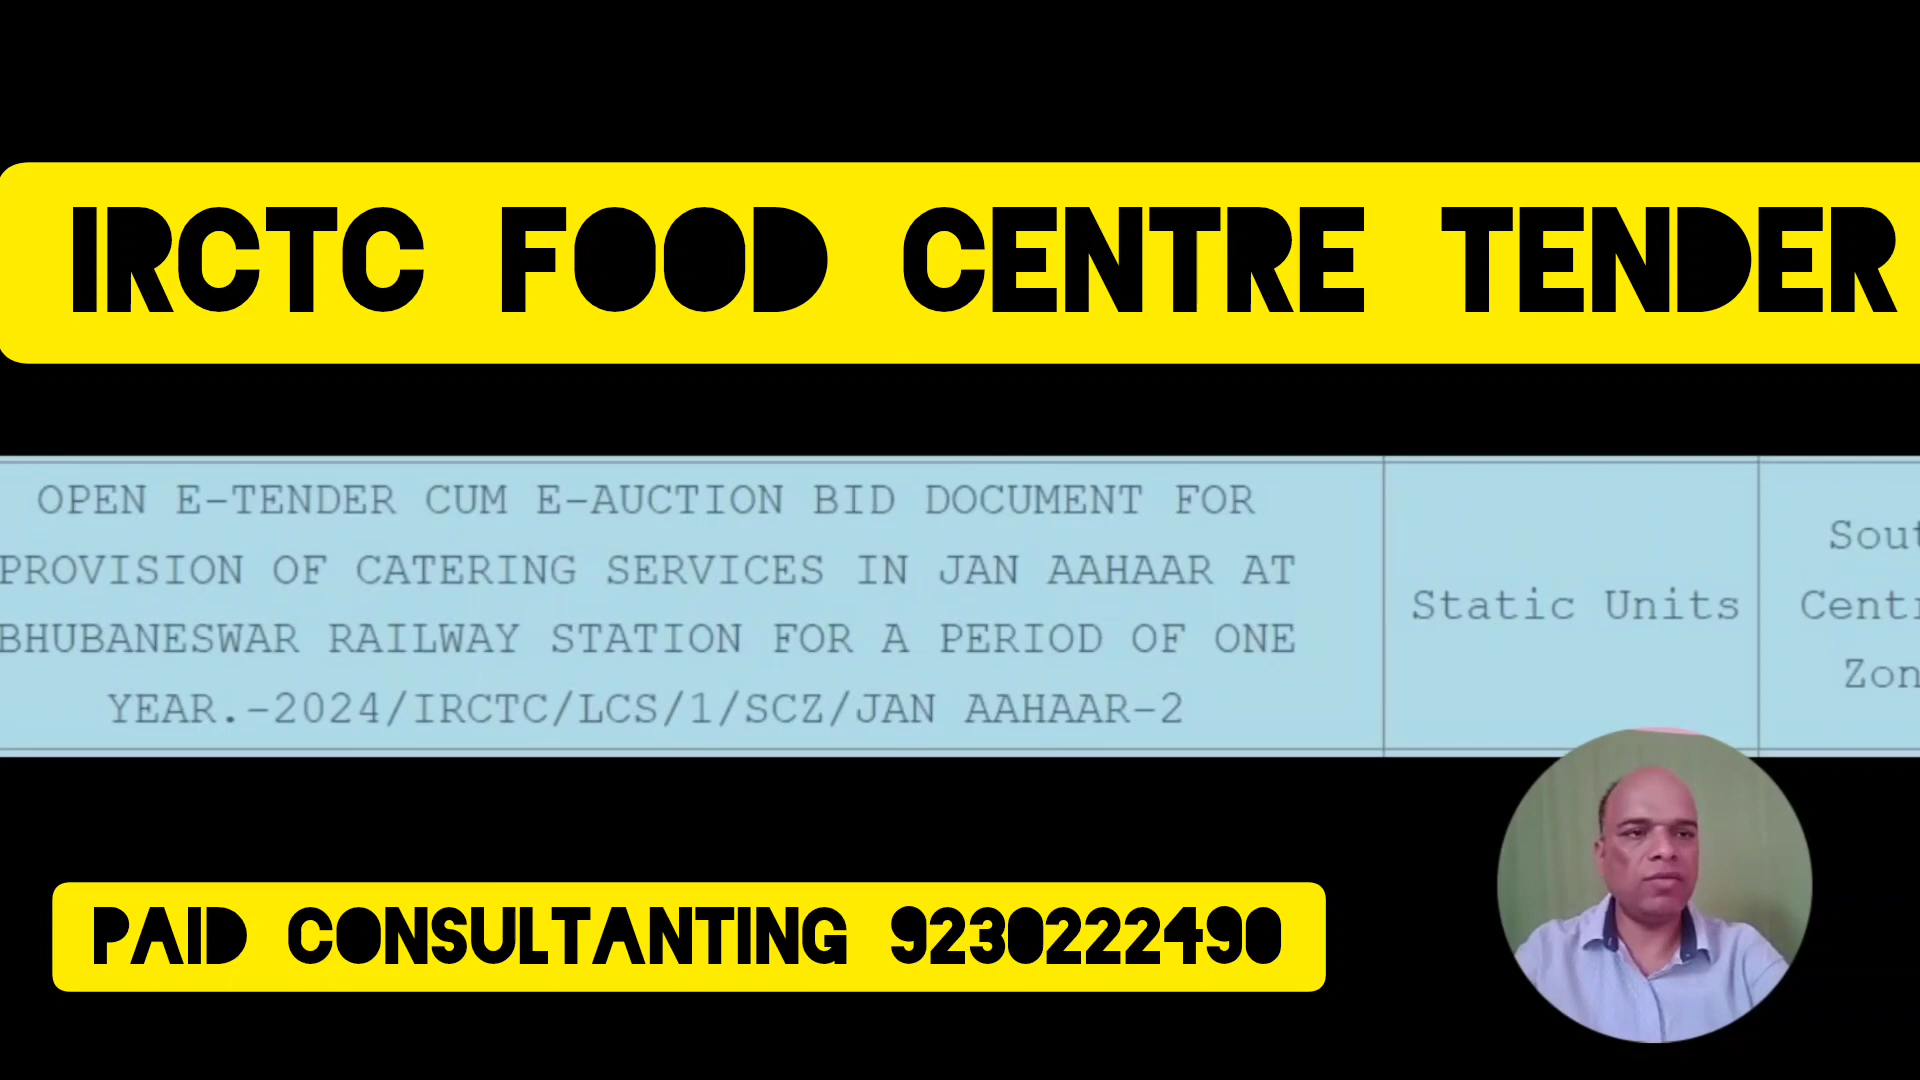 IRCTC FOOD CENTRE TENDER
OPEN E-TENDER CUM E-AUCTION BID DOCUMENT FOR
PROVISION OF CATERING SERVICES IN JAN AAHAAR AT
BHUBANESWAR RAILWAY STATION FOR A PERIOD OF ONE
YEAR.-2024/IRCTC/LCS/1/SCZ/JAN AAHAAR-2
Static Units
PAID CONSULTANTING 9230222490